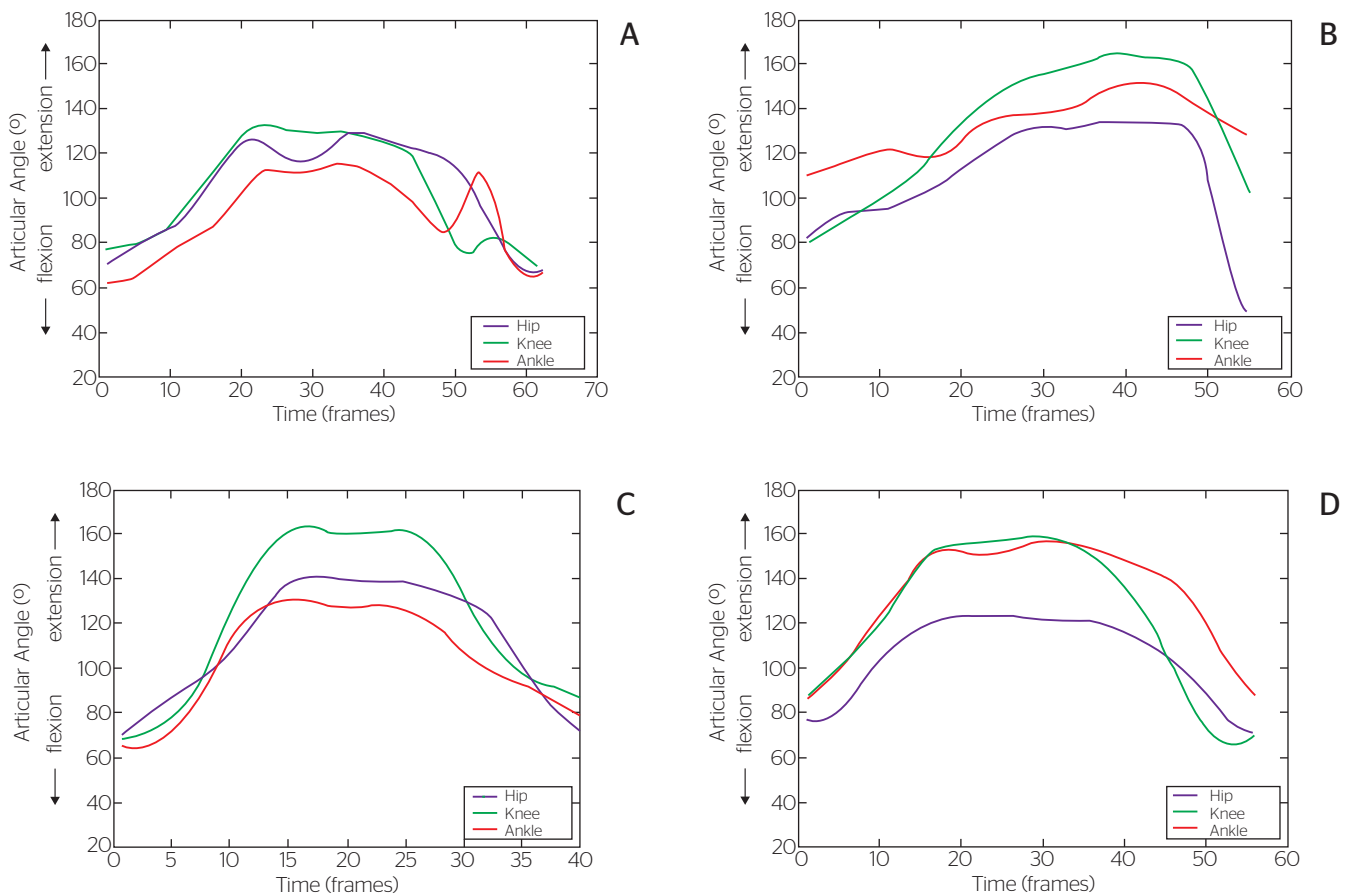 A
180
160
140
120
100
80
60
40
20
Articular Angle (º)
flexion
extension
Hip
Knee
Ankle
0
10
20
30
40
50
60
70
Time (frames)
B
180
160
140
120
100
80
60
40
20
Articular Angle (º)
flexion
extension
Hip
Knee
Ankle
0
10
20
30
40
50
60
Time (frames)
C
180
160
140
120
100
80
60
40
20
Articular Angle (º)
flexion
extension
Hip
Knee
Ankle
0
5
10
15
20
25
30
35
40
Time (frames)
D
180
160
140
120
100
80
60
40
20
Articular Angle (º)
flexion
extension
Hip
Knee
Ankle
0
10
20
30
40
50
60
Time (frames)